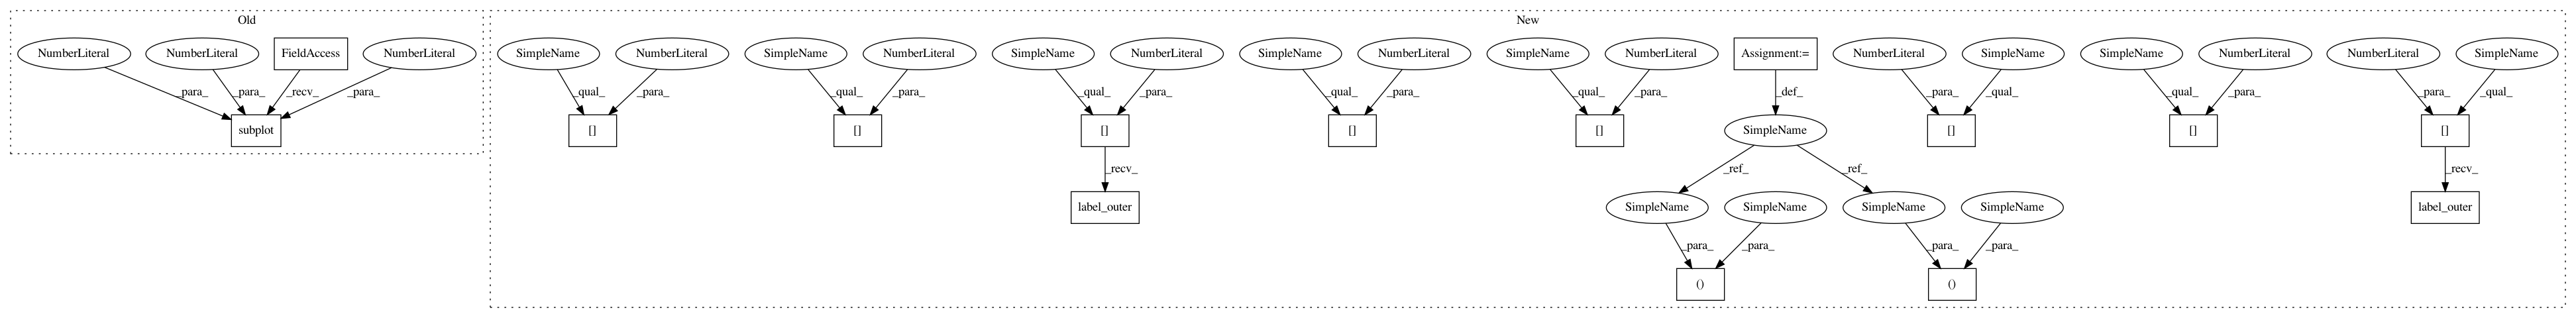 Old
New
NumberLiteral NumberLiteral FieldAccess NumberLiteral SimpleName NumberLiteral SimpleName NumberLiteral SimpleName NumberLiteral SimpleName NumberLiteral SimpleName NumberLiteral Assignment:= NumberLiteral SimpleName SimpleName NumberLiteral NumberLiteral SimpleName
_para_ _para_ _recv_ _para_ _qual_ _para_ _qual_ _para_ _qual_ _para_ _qual_ _para_ _qual_ _para_ _def_ _para_ _qual_ _qual_ _para_ _para_ _qual_
subplot [] [] [] [] [] SimpleName [] [] []
_recv_ _ref_ _ref_ _recv_
label_outer SimpleName SimpleName SimpleName SimpleName label_outer
_para_ _para_ _para_ _para_
() ()